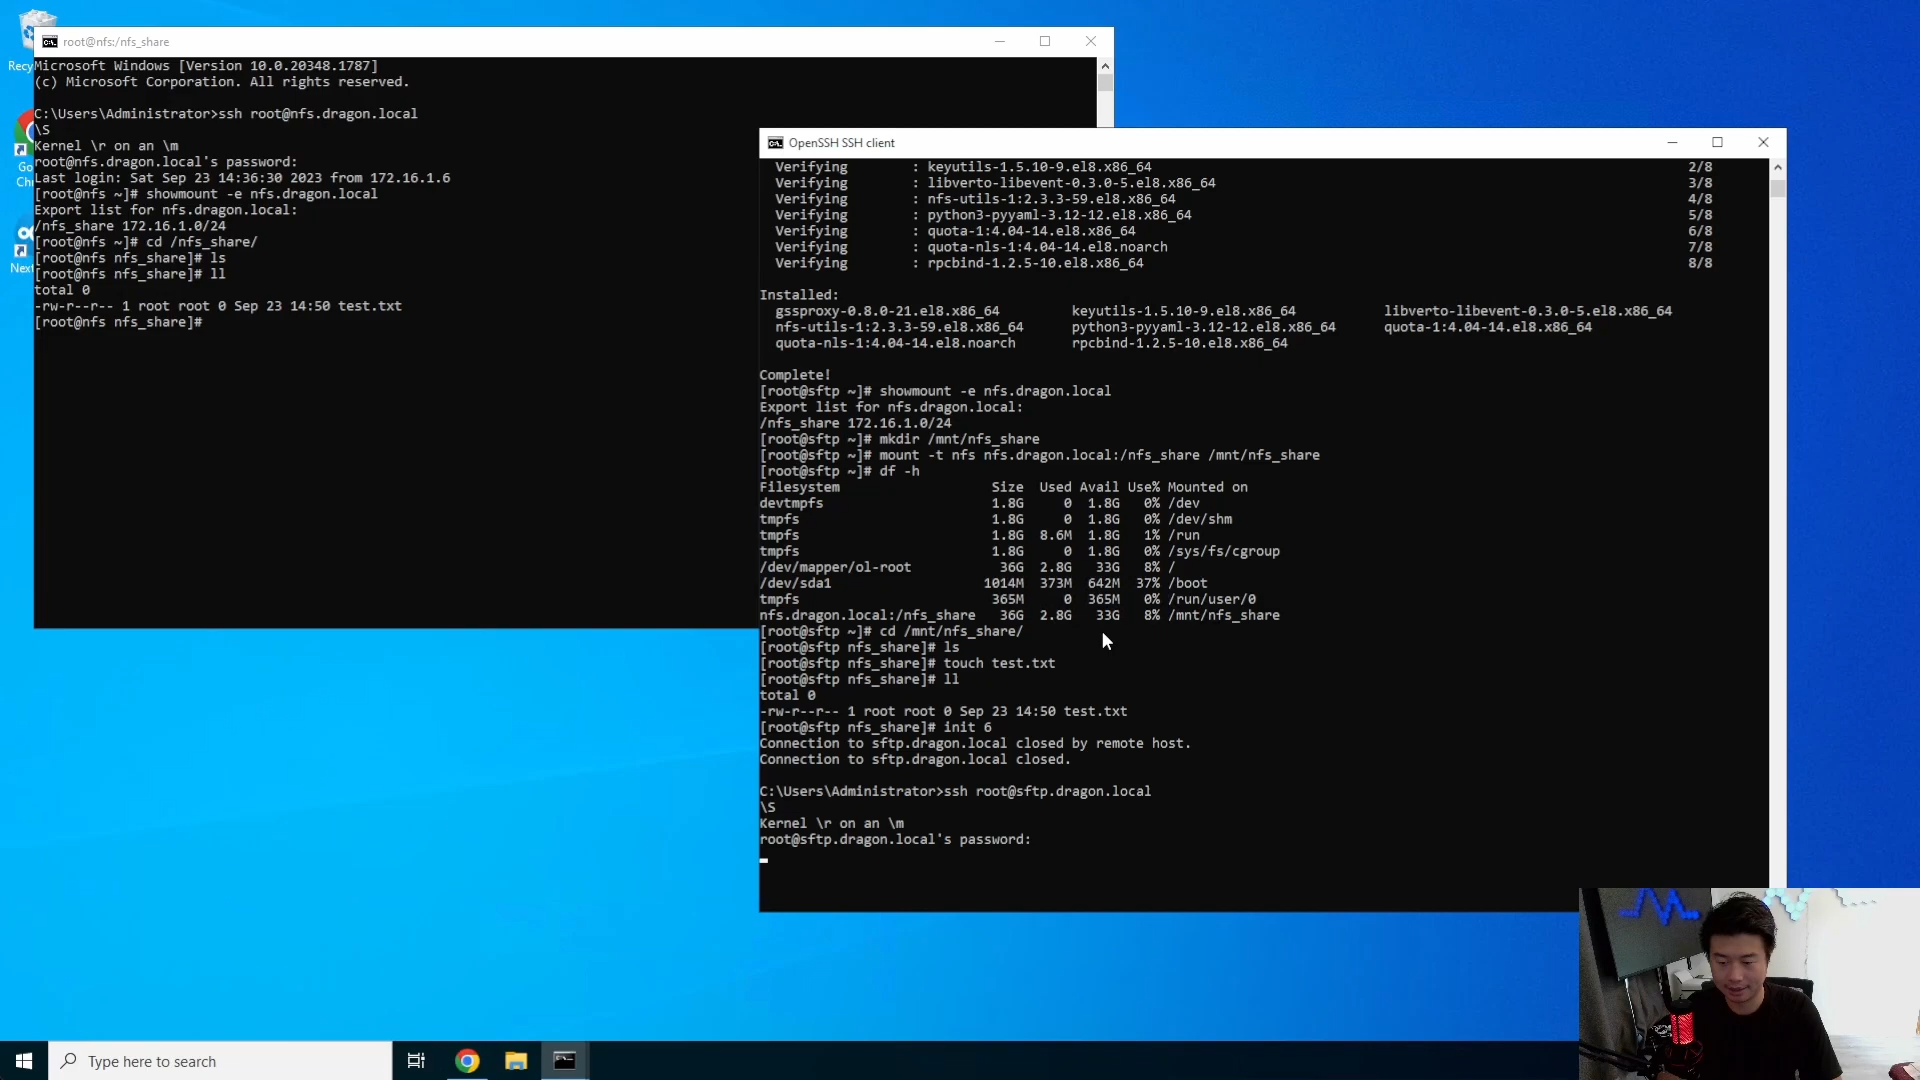 root@nfs:/nfs_share
Microsoft Windows [Version 10.0.20348.1787]
(c) Microsoft Corporation. All rights reserved.
C:\Users\Administrator>ssh root@nfs.dragon.local
\S
Kernel \r on an \m
root@nfs.dragon.local's password:
Last login: Sat Sep 23 14:36:30 2023 from 172.16.1.6
[root@nfs ~]# showmount -e nfs.dragon.local
Export list for nfs.dragon.local:
/nfs_share 172.16.1.0/24
[root@nfs ~]# cd /nfs_share/
[root@nfs nfs_share]# ls
[root@nfs nfs_share]# ll
total 0
-rw-r--r-- 1 root root 0 Sep 23 14:50 test.txt
[root@nfs nfs_share]#
OpenSSH SSH client
Verifying : keyutils-1.5.10-9.el8.x86_64 2/8
Verifying : libverto-libevent-0.3.0-5.el8.x86_64 3/8
Verifying : nfs-utils-1:2.3.3-59.el8.x86_64 4/8
Verifying : python3-pyyaml-3.12-12.el8.x86_64 5/8
Verifying : quota-1:4.04-14.el8.x86_64 6/8
Verifying : quota-nls-1:4.04-14.el8.noarch 7/8
Verifying : rpcbind-1.2.5-10.el8.x86_64 8/8
Installed:
gssproxy-0.8.0-21.el8.x86_64 keyutils-1.5.10-9.el8.x86_64 libverto-libevent-0.3.0-5.el8.x86_64
nfs-utils-1:2.3.3-59.el8.x86_64 python3-pyyaml-3.12-12.el8.x86_64 quota-1:4.04-14.el8.x86_64
quota-nls-1:4.04-14.el8.noarch rpcbind-1.2.5-10.el8.x86_64
Complete!
[root@sftp ~]# showmount -e nfs.dragon.local
Export list for nfs.dragon.local:
/nfs_share 172.16.1.0/24
[root@sftp ~]# mkdir /mnt/nfs_share
[root@sftp ~]# mount -t nfs nfs.dragon.local:/nfs_share /mnt/nfs_share
[root@sftp ~]# df -h
Filesystem Size Used Avail Use% Mounted on
devtmpfs 1.8G 0 1.8G 0% /dev
tmpfs 1.8G 0 1.8G 0% /dev/shm
tmpfs 1.8G 8.6M 1.8G 1% /run
tmpfs 1.8G 0 1.8G 0% /sys/fs/cgroup
/dev/mapper/ol-root 36G 2.8G 33G 8% /
/dev/sda1 1014M 373M 642M 37% /boot
tmpfs 365M 0 365M 0% /run/user/0
nfs.dragon.local:/nfs_share 36G 2.8G 33G 8% /mnt/nfs_share
[root@sftp ~]# cd /mnt/nfs_share/
[root@sftp nfs_share]# ls
[root@sftp nfs_share]# touch test.txt
[root@sftp nfs_share]# ll
total 0
-rw-r--r-- 1 root root 0 Sep 23 14:50 test.txt
[root@sftp nfs_share]# init 6
Connection to sftp.dragon.local closed by remote host.
Connection to sftp.dragon.local closed.
C:\Users\Administrator>ssh root@sftp.dragon.local
\S
Kernel \r on an \m
root@sftp.dragon.local's password:
Recy
Go
Ch
Next
Type here to search